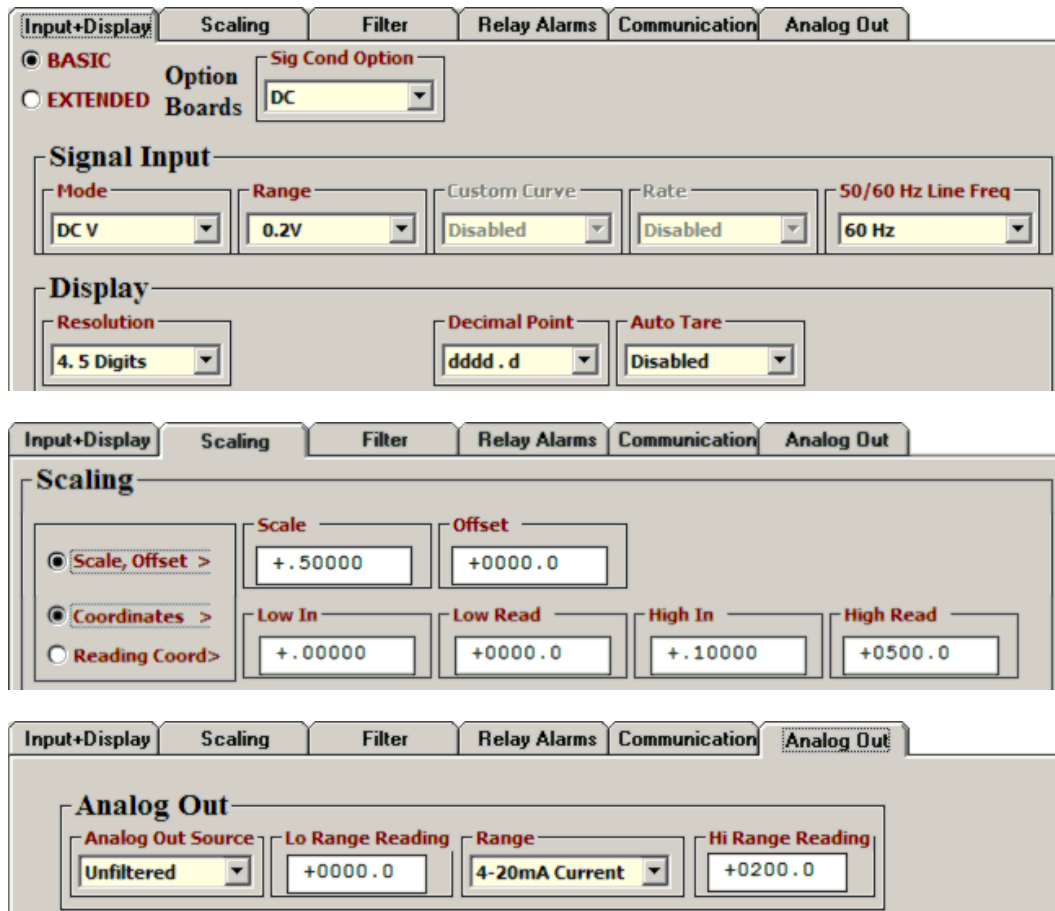 Input+Display Scaling Filter Relay Alarms Communication Analog Out
BASIC
EXTENDED
Option
Boards
Sig Cond Option
DC
Signal Input
Mode Range Custom Curve Rate 50/60 Hz Line Freq
DC V 0.2V Disabled Disabled 60 Hz
Display
Resolution Decimal Point Auto Tare
4. 5 Digits dddd . d Disabled
Input+Display Scaling Filter Relay Alarms Communication Analog Out
Scaling
Scale Offset
Scale, Offset > +.50000 +0000.0
Low In Low Read High In High Read
Coordinates >
Reading Coord> +.00000 +0000.0 +.10000 +0500.0
Input+Display Scaling Filter Relay Alarms Communication Analog Out
Analog Out
Analog Out Source Lo Range Reading Range Hi Range Reading
Unfiltered +0000.0 4-20mA Current +0200.0